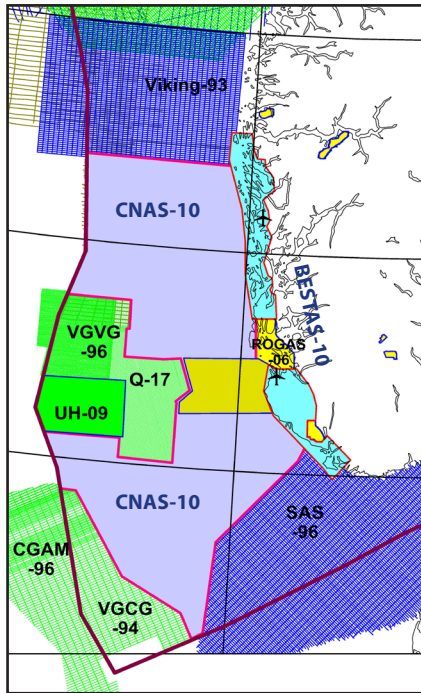 Viking-93
CNAS-10
BESTAS-10
VGVG
-96
ROGAS
-06
Q-17
UH-09
CNAS-10
SAS
-96
CGAM
-96
VGCG
-94